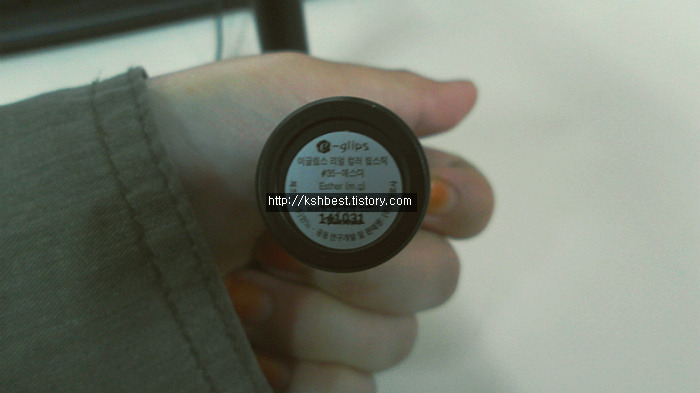 e-glips
이글립스 리얼 컬러 립스틱
#35-에스더
Esther (m.g)
http://kshbest.tistory.com
141031